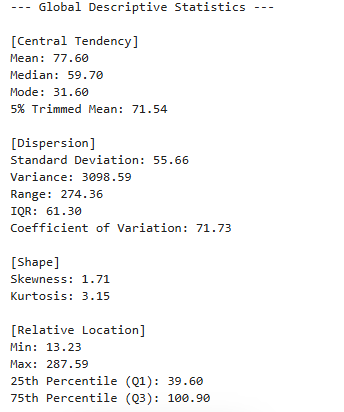 --- Global Descriptive Statistics ---
[Central Tendency]
Mean: 77.60
Median: 59.70
Mode: 31.60
5% Trimmed Mean: 71.54
[Dispersion]
Standard Deviation: 55.66
Variance: 3098.59
Range: 274.36
IQR: 61.30
Coefficient of Variation: 71.73
[Shape]
Skewness: 1.71
Kurtosis: 3.15
[Relative Location]
Min: 13.23
Max: 287.59
25th Percentile (Q1): 39.60
75th Percentile (Q3): 100.90